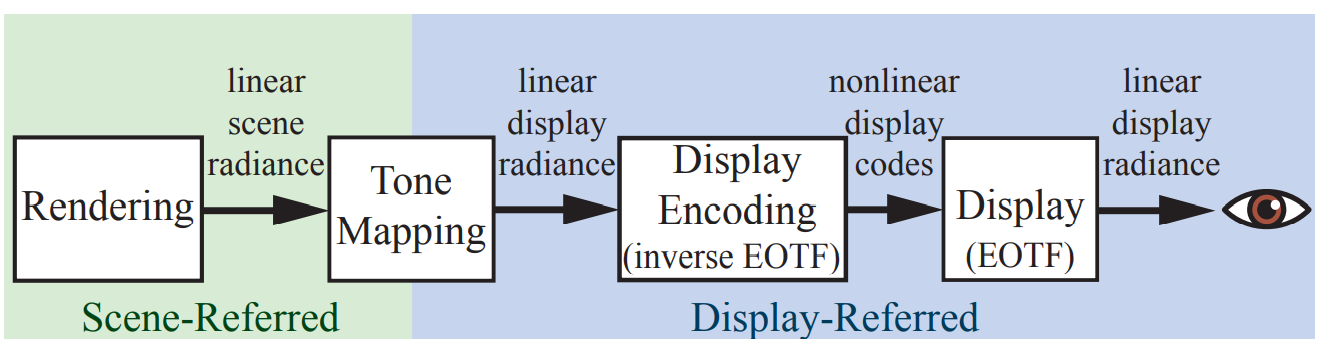 Rendering
linear
scene
radiance
Tone
Mapping
linear
display
radiance
Display
Encoding
(inverse EOTF)
nonlinear
display
codes
Display
(EOTF)
linear
display
radiance
Scene-Referred
Display-Referred